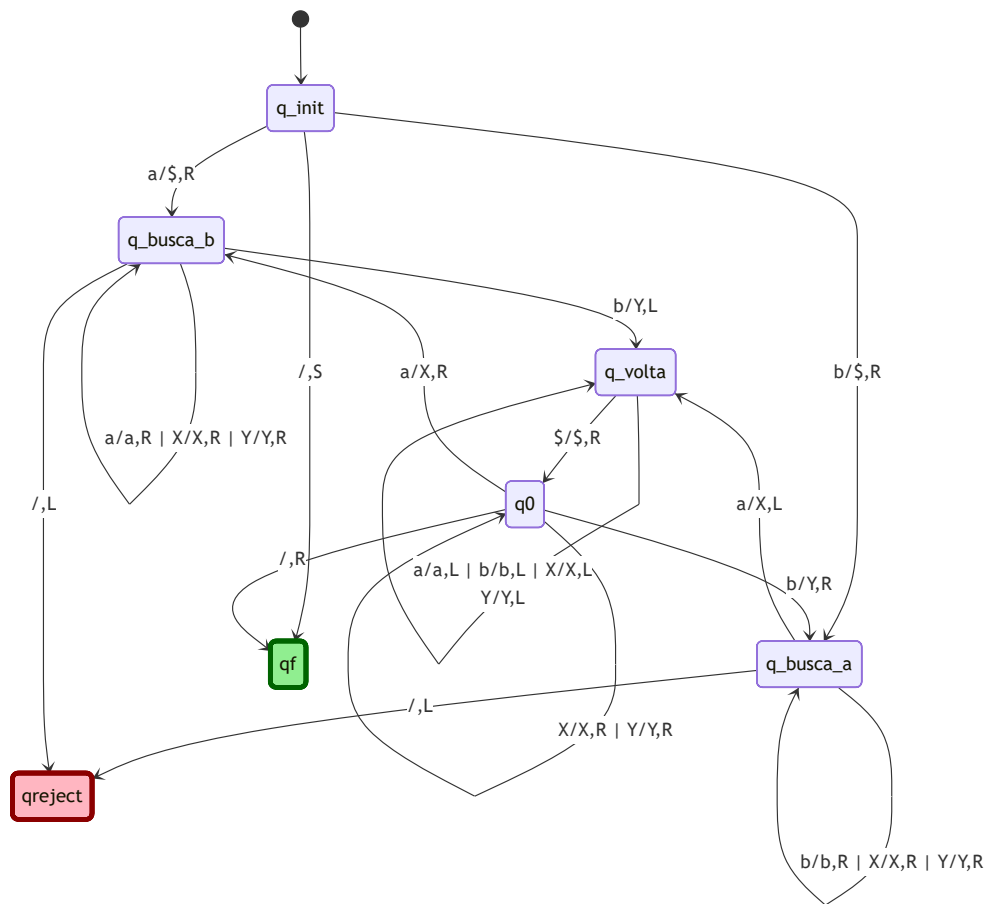 q_init
a/$,R
q_busca_b
b/Y,L
q_volta
/,S
a/X,R
b/$,R
a/a,R | X/X,R | Y/Y,R
$/$,R
/,L
q0
a/X,L
/,R
a/a,L | b/b,L | X/X,L
Y/Y,L
b/Y,R
qf
q_busca_a
/,L
X/X,R | Y/Y,R
qreject
b/b,R | X/X,R | Y/Y,R